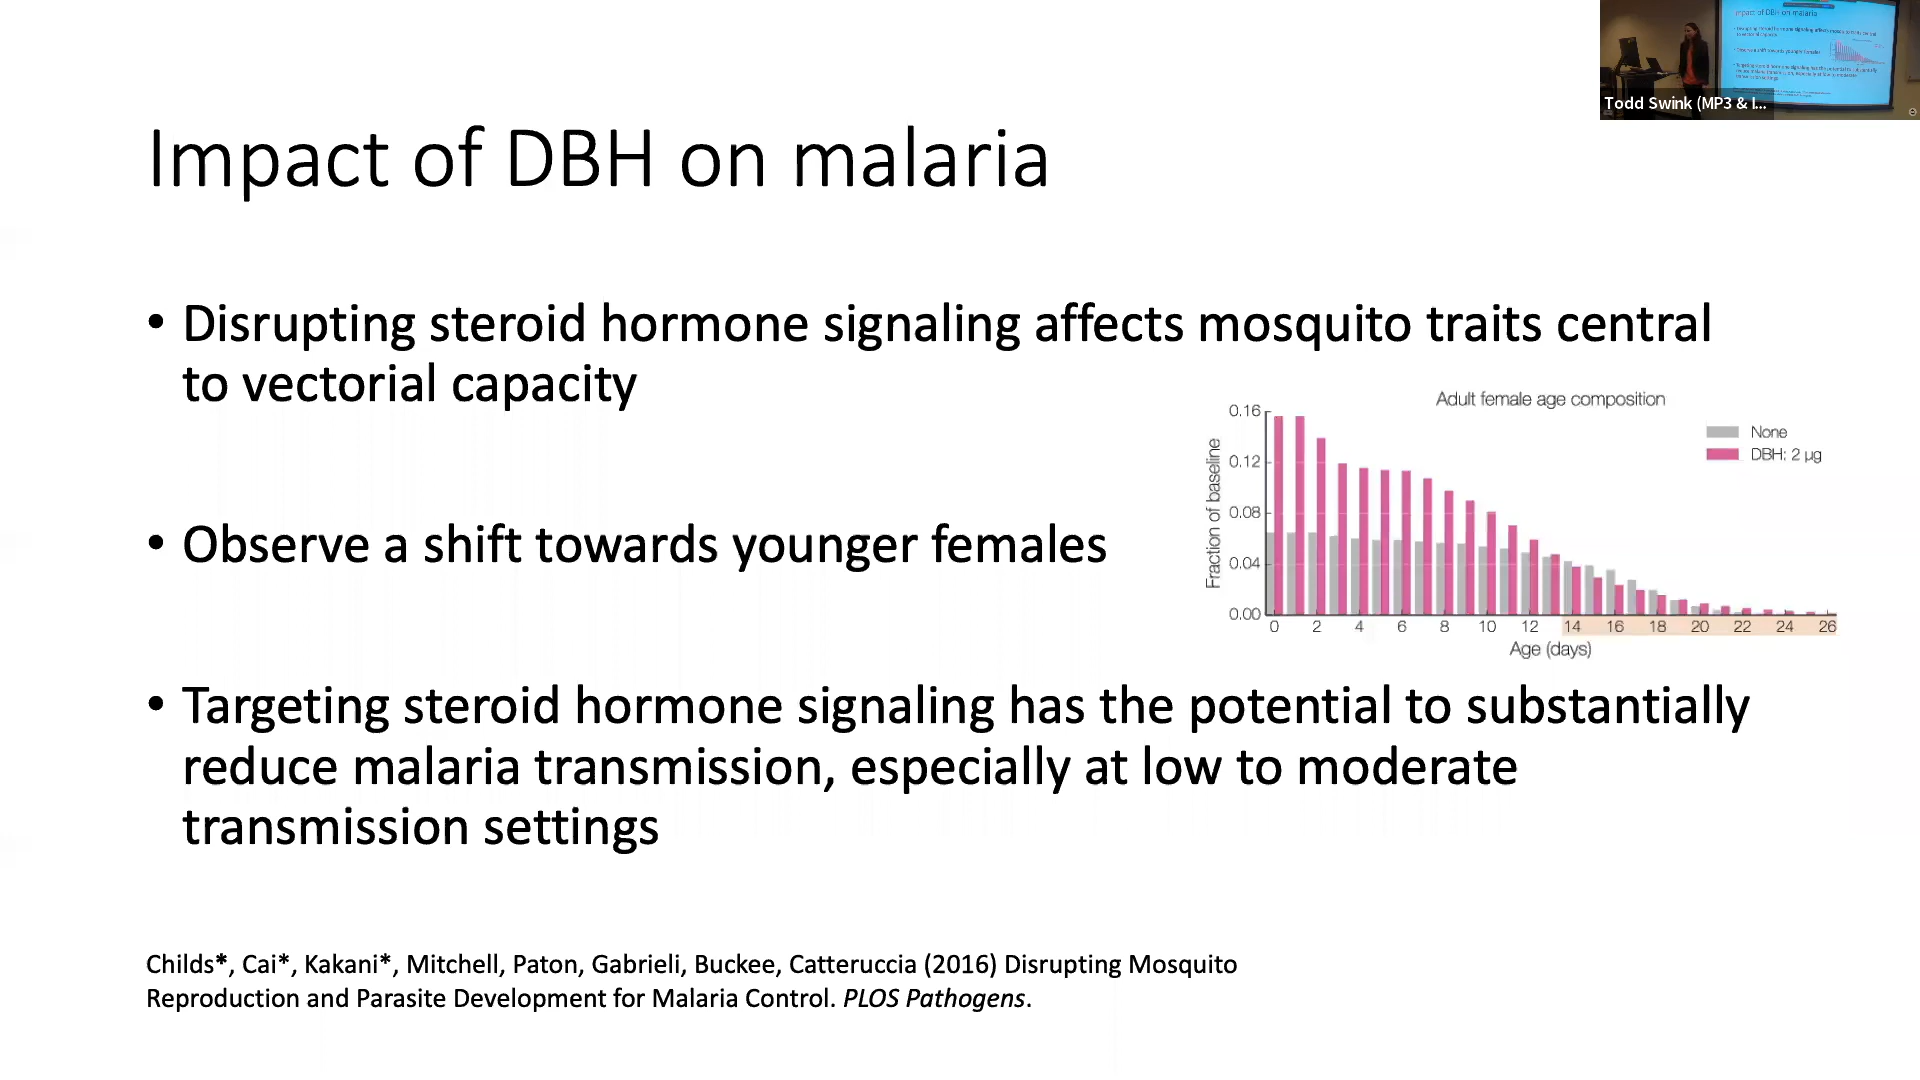 Todd Swink (MP3 & I...
Impact of DBH on malaria
• Disrupting steroid hormone signaling affects mosquito traits central
to vectorial capacity
• Observe a shift towards younger females
Adult female age composition
None
DBH: 2 µg
Fraction of baseline
0.16
0.12
0.08
0.04
0.00
0 2 4 6 8 10 12 14 16 18 20 22 24 26
Age (days)
• Targeting steroid hormone signaling has the potential to substantially
reduce malaria transmission, especially at low to moderate
transmission settings
Childs*, Cai*, Kakani*, Mitchell, Paton, Gabrieli, Buckee, Catteruccia (2016) Disrupting Mosquito
Reproduction and Parasite Development for Malaria Control. PLOS Pathogens.